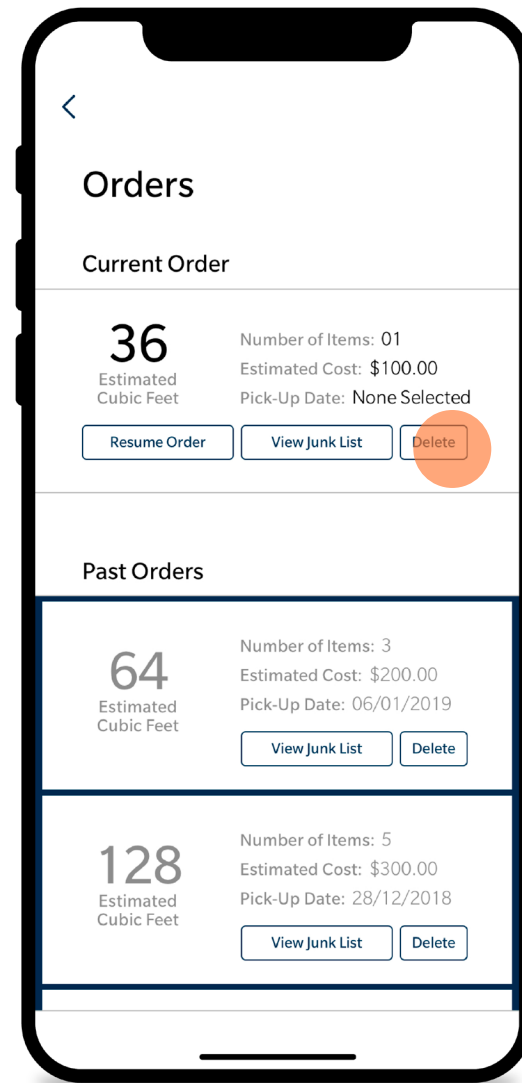 Orders
Current Order
36
Estimated
Cubic Feet
Number of Items: 01
Estimated Cost: $100.00
Pick-Up Date: None Selected
Resume Order
View Junk List
Delete
Past Orders
64
Estimated
Cubic Feet
Number of Items: 3
Estimated Cost: $200.00
Pick-Up Date: 06/01/2019
View Junk List
Delete
128
Estimated
Cubic Feet
Number of Items: 5
Estimated Cost: $300.00
Pick-Up Date: 28/12/2018
View Junk List
Delete